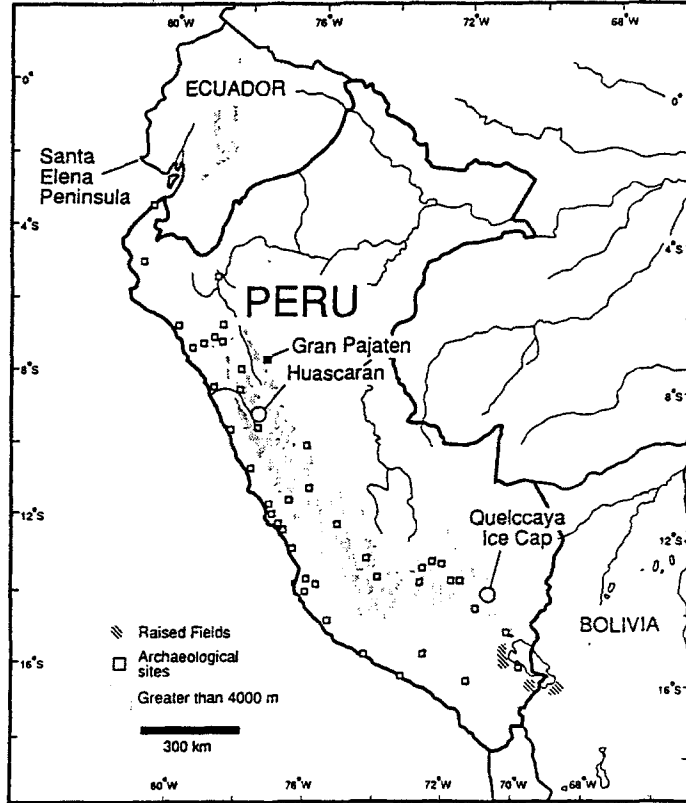 80°W
76°W
72°W
68°W
0°
ECUADOR
0°
Santa
Elena
Peninsula
4°S
4°S
PERU
Gran Pajaten
Huascarán
8°S
8°S
Quelccaya
Ice Cap
12°S
12°S
BOLIVIA
Raised Fields
Archaeological
sites
Greater than 4000 m
16°S
16°S
300 km
80°W
76°W
72°W
70°W
68°W